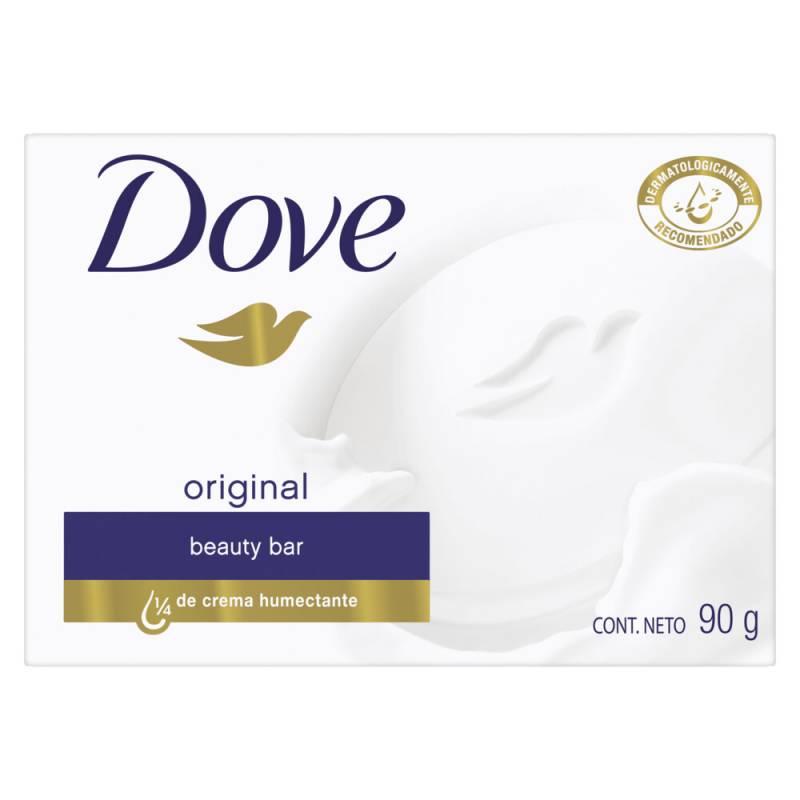 Dove
DERMATOLOGICAMENTE
RECOMENDADO
original
beauty bar
¼ de crema humectante
CONT. NETO 90 g